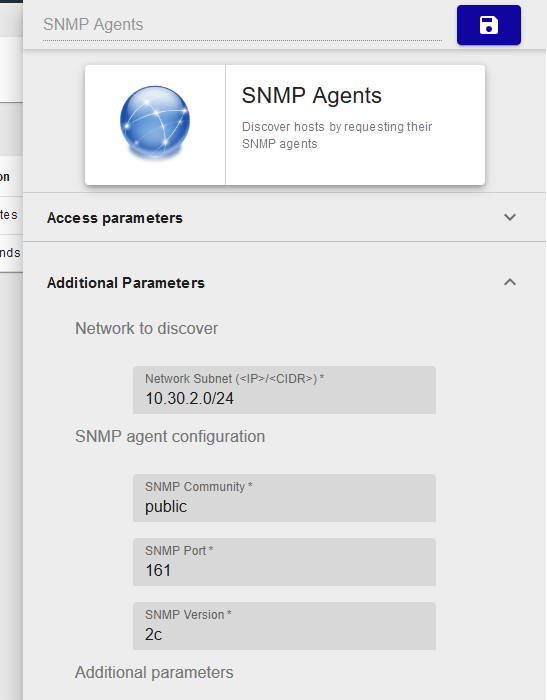 SNMP Agents
SNMP Agents
Discover hosts by requesting their
SNMP agents
on
Access parameters
tes
nds
Additional Parameters
Network to discover
Network Subnet (<IP>/<CIDR>) *
10.30.2.0/24
SNMP agent configuration
SNMP Community *
public
SNMP Port *
161
SNMP Version *
2c
Additional parameters